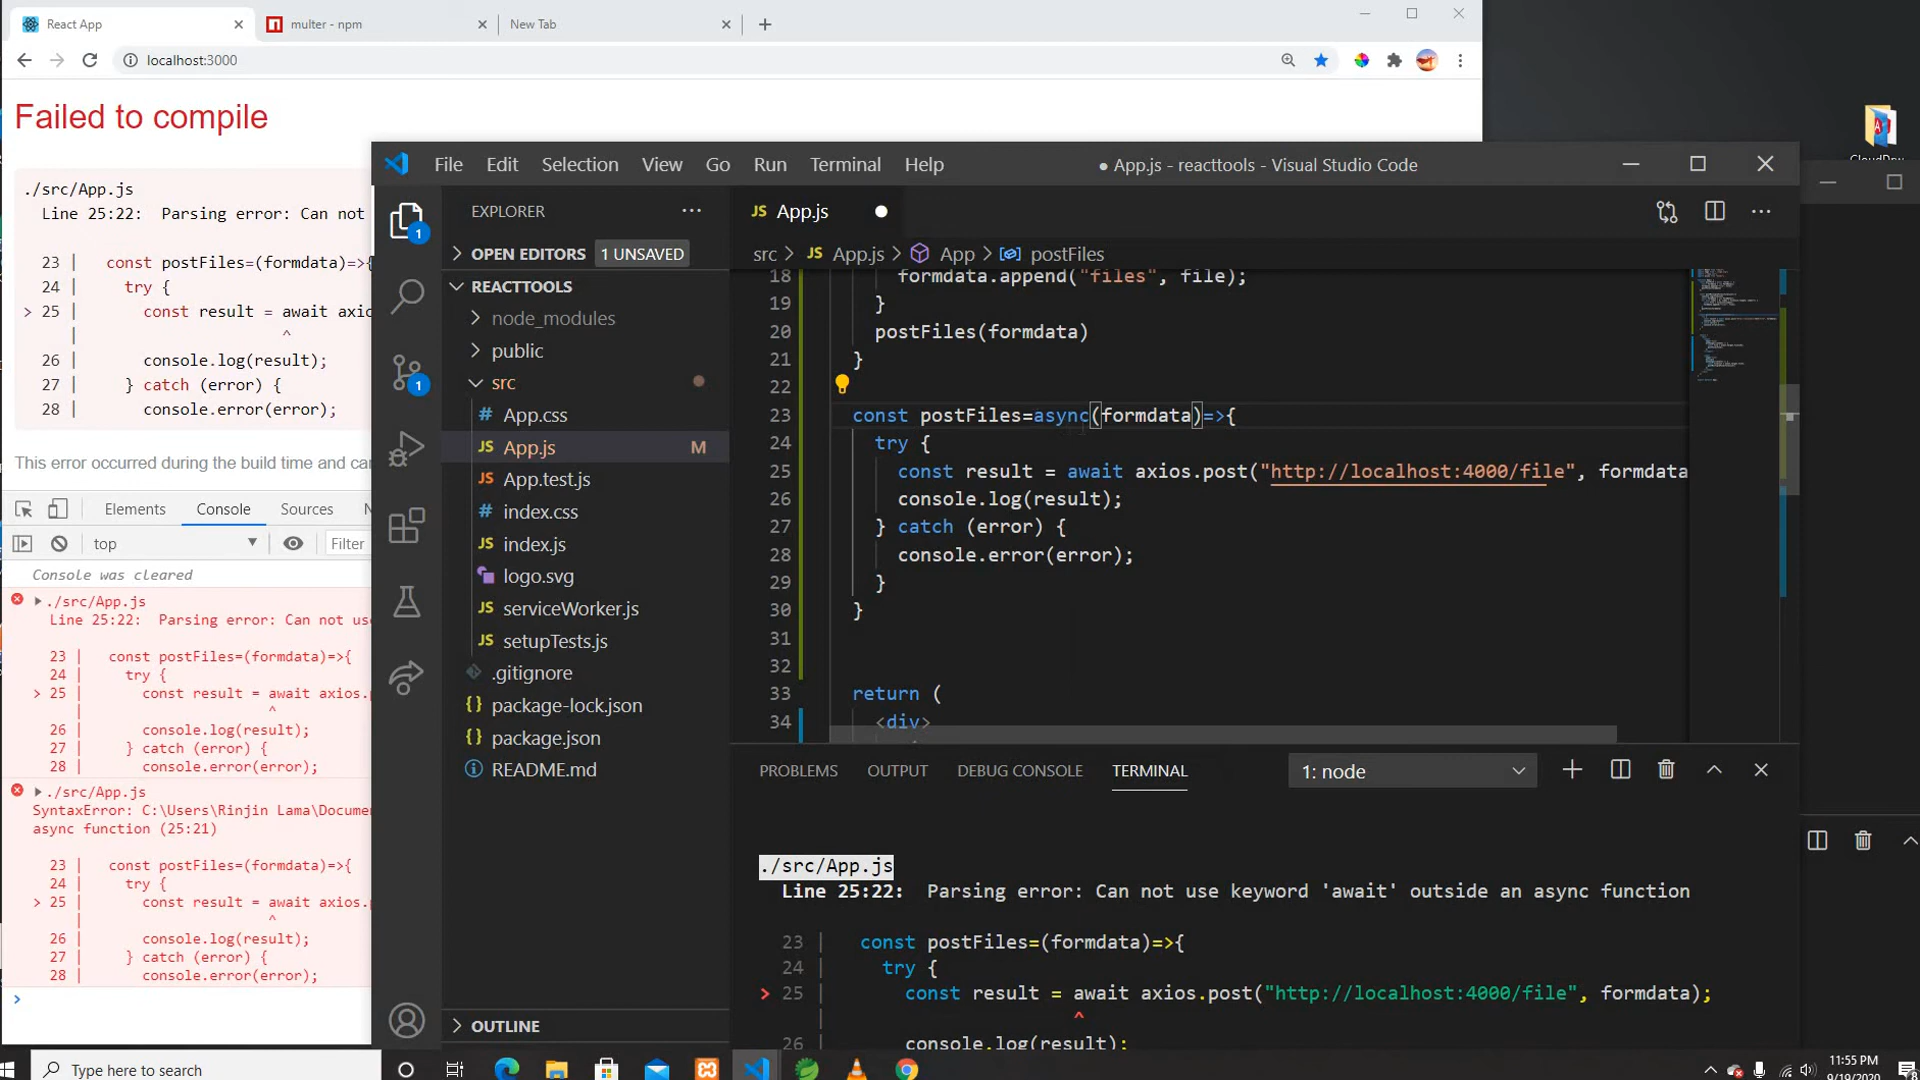 React App
multer - npm
New Tab
localhost:3000
Failed to compile
./src/App.js
Line 25:22:  Parsing error: Can not
23 |    const postFiles=(formdata)=>{
24 |      try {
> 25 |        const result = await axio
|                       ^
26 |        console.log(result);
27 |      } catch (error) {
28 |        console.error(error);
This error occurred during the build time and can
Elements
Console
Sources
N
top
Filter
Console was cleared
./src/App.js
Line 25:22:  Parsing error: Can not us
23 |    const postFiles=(formdata)=>{
24 |      try {
> 25 |        const result = await axios.
|                       ^
26 |        console.log(result);
27 |      } catch (error) {
28 |        console.error(error);
./src/App.js
SyntaxError: C:\Users\Rinjin Lama\Docume
async function (25:21)
23 |    const postFiles=(formdata)=>{
24 |      try {
> 25 |        const result = await axios.
|                       ^
26 |        console.log(result);
27 |      } catch (error) {
28 |        console.error(error);
>
File
Edit
Selection
View
Go
Run
Terminal
Help
● App.js - reacttools - Visual Studio Code
1
1
EXPLORER
OPEN EDITORS
1 UNSAVED
REACTTOOLS
node_modules
public
src
# App.css
JS App.js M
JS App.test.js
# index.css
JS index.js
logo.svg
JS serviceWorker.js
JS setupTests.js
.gitignore
{} package-lock.json
{} package.json
README.md
OUTLINE
JS App.js
src > JS App.js > App > postFiles
18 formdata.append("files", file);
19 }
20 postFiles(formdata)
21 }
22
23 const postFiles=async(formdata)=>{
24 try {
25 const result = await axios.post("http://localhost:4000/file", formdata
26 console.log(result);
27 } catch (error) {
28 console.error(error);
29 }
30 }
31
32
33 return (
34 <div>
PROBLEMS
OUTPUT
DEBUG CONSOLE
TERMINAL
1: node
./src/App.js
Line 25:22:  Parsing error: Can not use keyword 'await' outside an async function
23 |    const postFiles=(formdata)=>{
24 |      try {
> 25 |        const result = await axios.post("http://localhost:4000/file", formdata);
|                       ^
26 |        console.log(result);
Type here to search
11:55 PM
9/19/2020
8